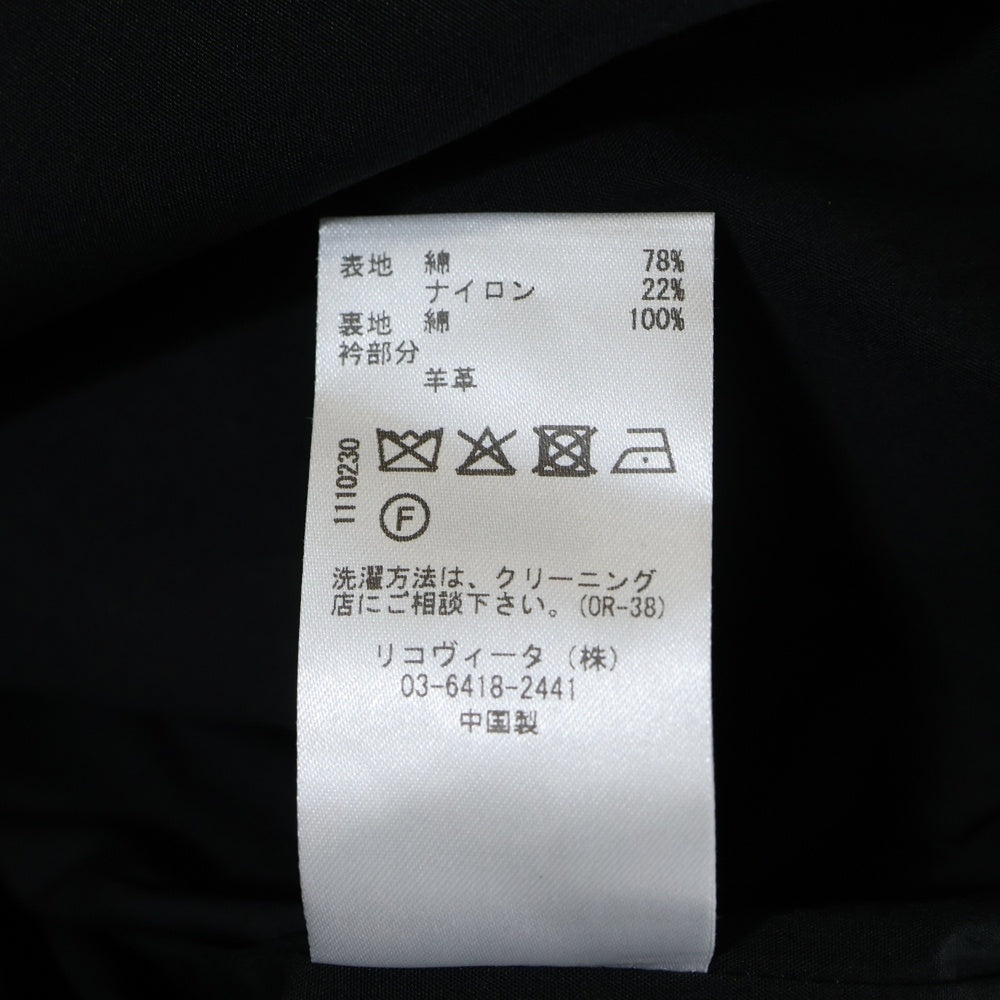 表地 綿 78%
ナイロン 22%
裏地 綿 100%
衿部分
羊革
1110230
F
洗濯方法は、クリーニング
店にご相談下さい。(OR-38)
リコヴィータ(株)
03-6418-2441
中国製